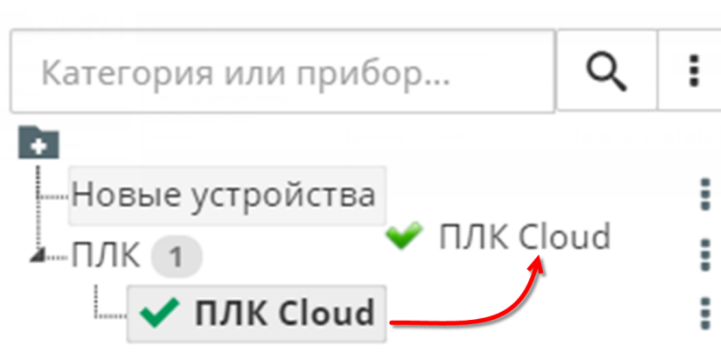 Категория или прибор...
Новые устройства
ПЛК Cloud
ПЛК 1
ПЛК Cloud